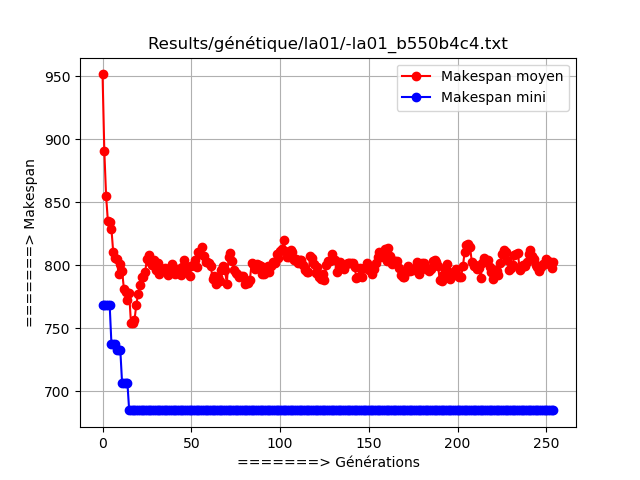 Results/génétique/la01/-la01_b550b4c4.txt
Makespan moyen
Makespan mini
950
900
850
800
750
700
=======> Makespan
0 50 100 150 200 250
=======> Générations